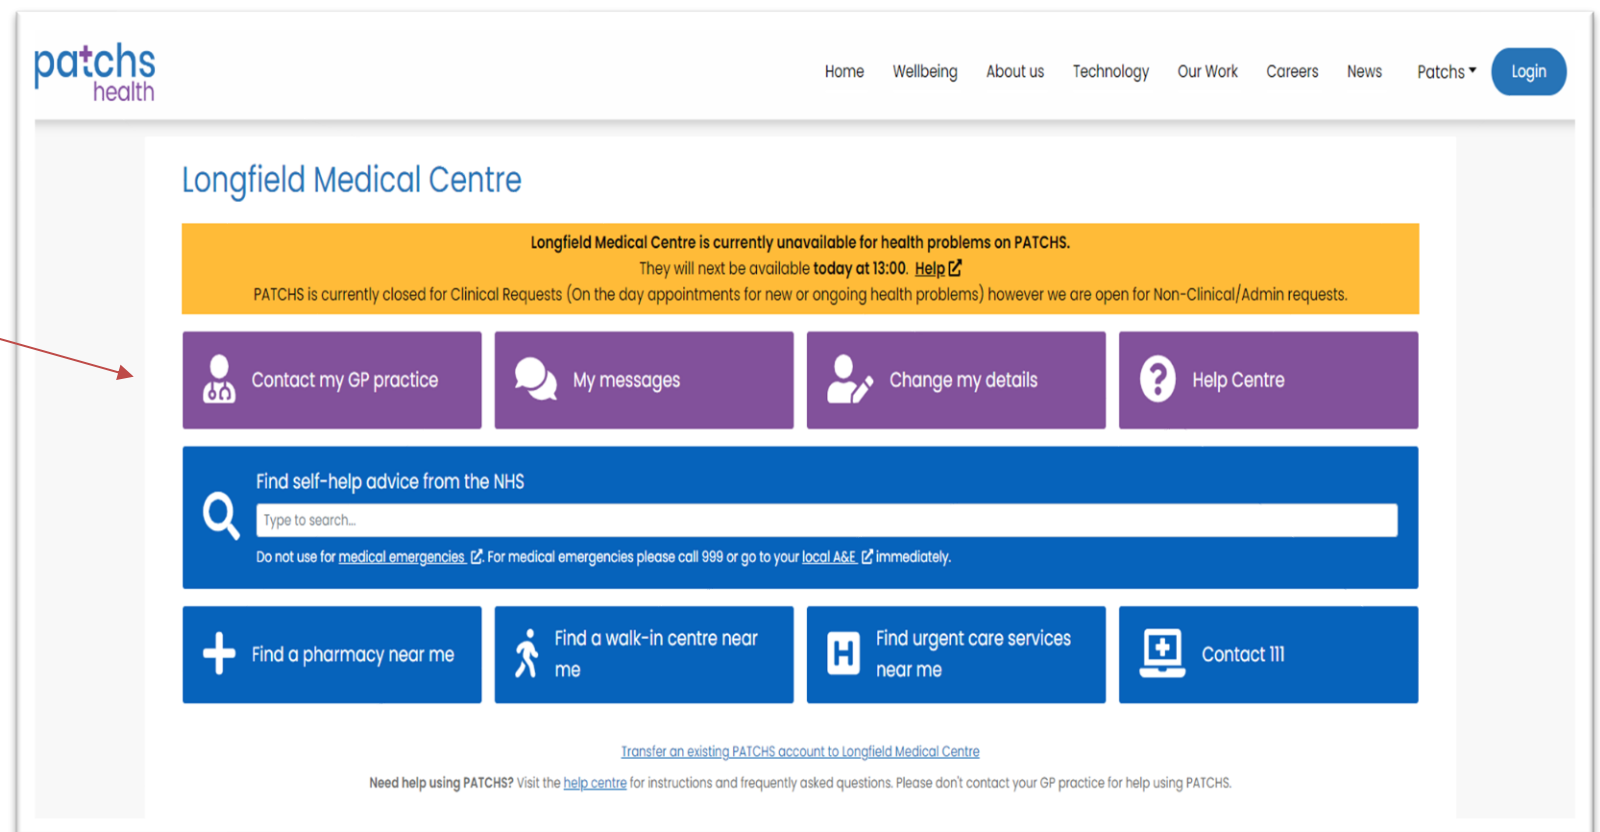 patchs
health
Home Wellbeing About us Technology Our Work Careers News Patchs Login
Longfield Medical Centre
Longfield Medical Centre is currently unavailable for health problems on PATCHS.
They will next be available today at 13:00. Help
PATCHS is currently closed for Clinical Requests (On the day appointments for new or ongoing health problems) however we are open for Non-Clinical/Admin requests.
Contact my GP practice
My messages
Change my details
Help Centre
Find self-help advice from the NHS
Type to search...
Do not use for medical emergencies. For medical emergencies please call 999 or go to your local A&E immediately.
Find a pharmacy near me
Find a walk-in centre near
me
H
Find urgent care services
near me
Contact 111
Transfer an existing PATCHS account to Longfield Medical Centre
Need help using PATCHS? Visit the help centre for instructions and frequently asked questions. Please don't contact your GP practice for help using PATCHS.